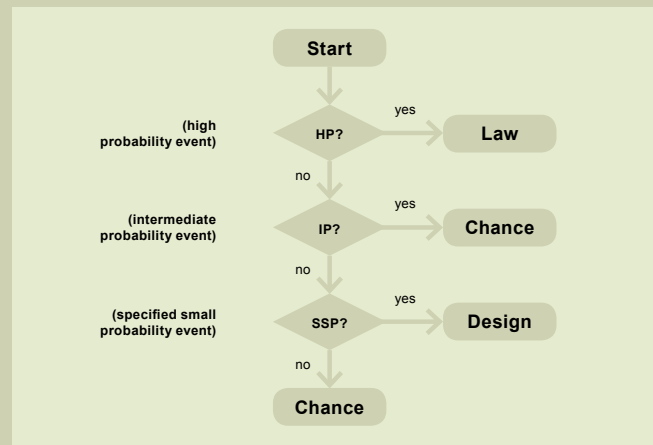 Start
(high
probability event)
HP?
yes
Law
no
(intermediate
probability event)
IP?
yes
Chance
no
(specified small
probability event)
SSP?
yes
Design
no
Chance